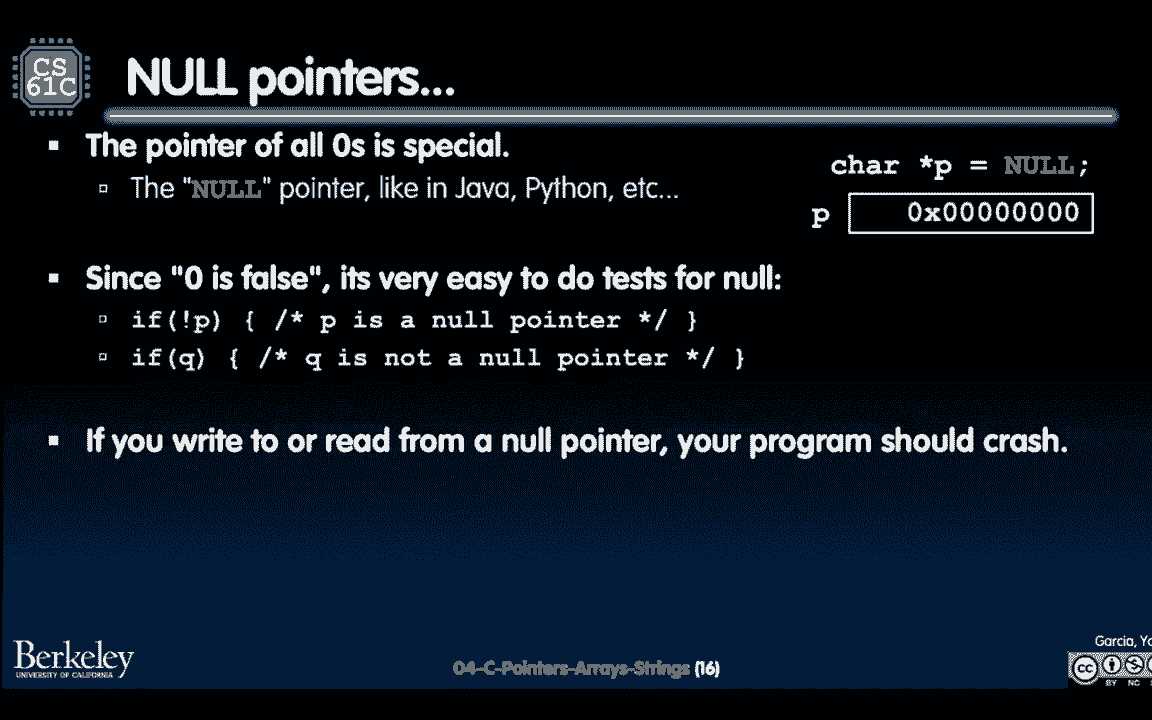 CS
61C
NULL pointers...
The pointer of all 0s is special.
The "NULL" pointer, like in Java, Python, etc...
char *p = NULL;
p 0x00000000
Since "0 is false", its very easy to do tests for null:
if(!p) { /* p is a null pointer */ }
if(q) { /* q is not a null pointer */ }
If you write to or read from a null pointer, your program should crash.
Berkeley
UNIVERSITY OF CALIFORNIA
04-C-Pointers-Arrays-Strings (16)
Garcia,
cc
BY NC